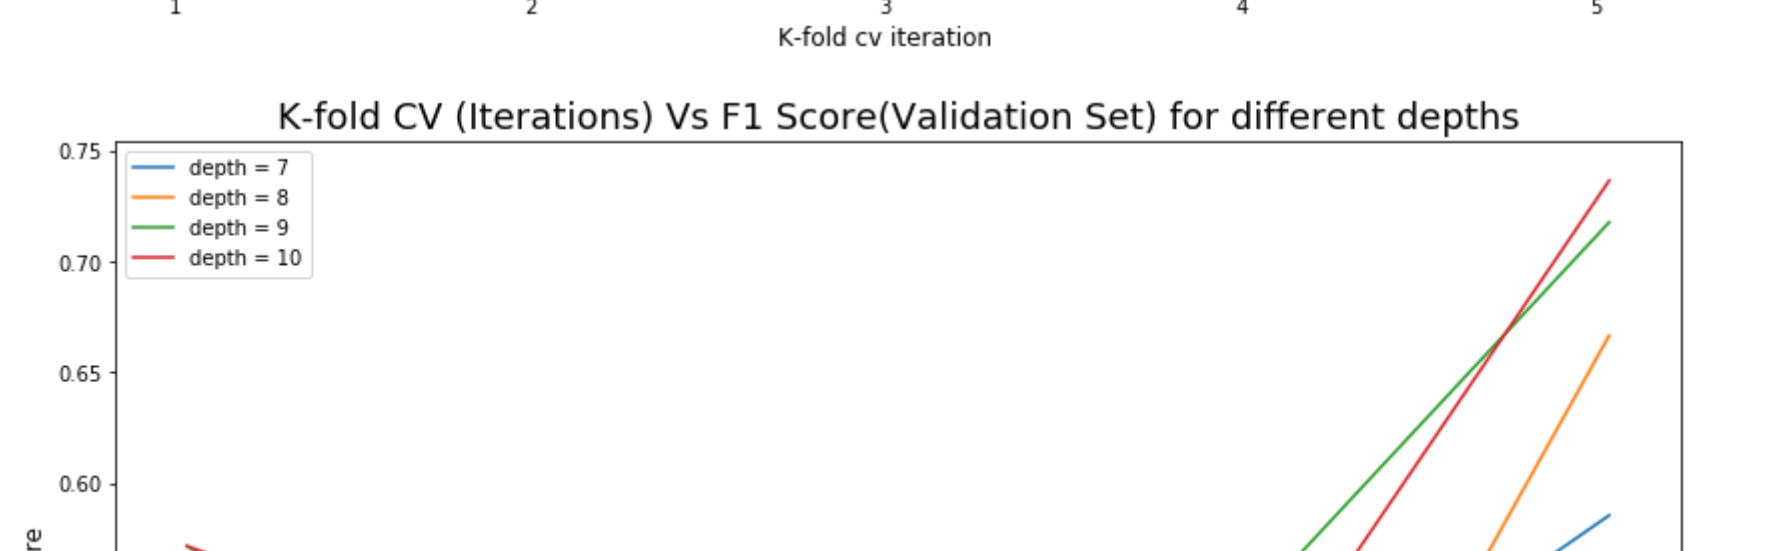 1 2 3 4 5
K-fold cv iteration
K-fold CV (Iterations) Vs F1 Score(Validation Set) for different depths
0.75
depth = 7
depth = 8
depth = 9
depth = 10
0.70
0.65
0.60
re